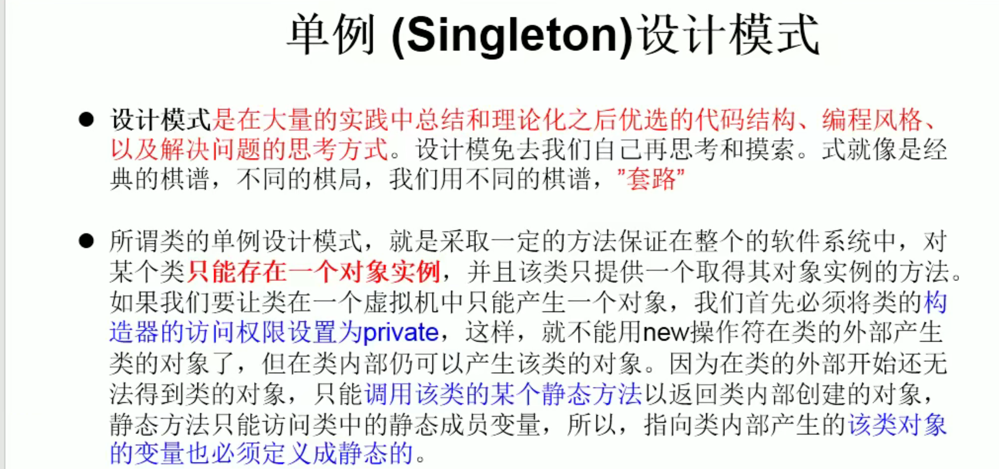 单例 (Singleton)设计模式
● 设计模式是在大量的实践中总结和理论化之后优选的代码结构、编程风格、
以及解决问题的思考方式。设计模免去我们自己再思考和摸索。式就像是经
典的棋谱，不同的棋局，我们用不同的棋谱，”套路”
● 所谓类的单例设计模式，就是采取一定的方法保证在整个的软件系统中，对
某个类只能存在一个对象实例，并且该类只提供一个取得其对象实例的方法。
如果我们要让类在一个虚拟机中只能产生一个对象，我们首先必须将类的构
造器的访问权限设置为private，这样，就不能用new操作符在类的外部产生
类的对象了，但在类内部仍可以产生该类的对象。因为在类的外部开始还无
法得到类的对象，只能调用该类的某个静态方法以返回类内部创建的对象，
静态方法只能访问类中的静态成员变量，所以，指向类内部产生的该类对象
的变量也必须定义成静态的。